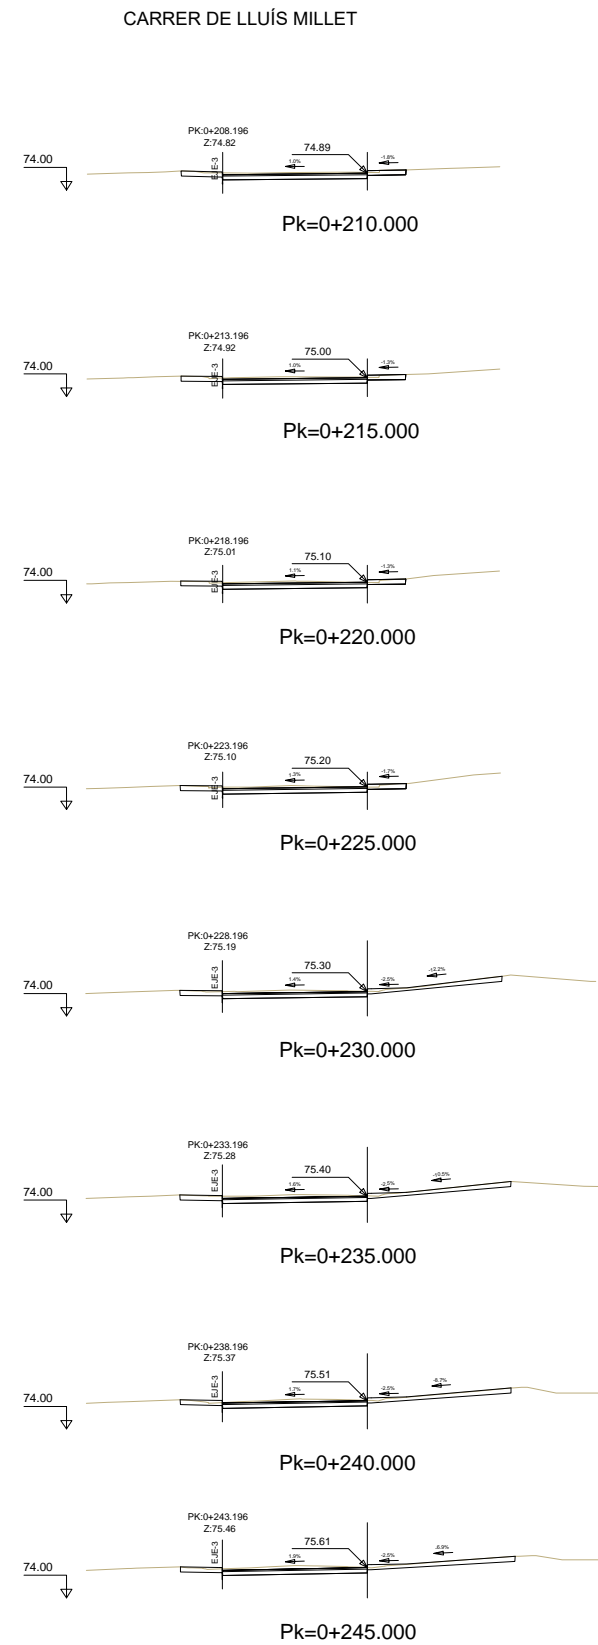 CARRER DE LLUÍS MILLET
PK:0+208.196
Z:74.82
74.89
74.00
EJE-3
1.0%
-1.8%
Pk=0+210.000
PK:0+213.196
Z:74.92
75.00
74.00
EJE-3
1.0%
-1.3%
Pk=0+215.000
PK:0+218.196
Z:75.01
75.10
74.00
EJE-3
1.1%
-1.3%
Pk=0+220.000
PK:0+223.196
Z:75.10
75.20
74.00
EJE-3
1.3%
-1.7%
Pk=0+225.000
PK:0+228.196
Z:75.19
75.30
74.00
EJE-3
1.4%
-2.5%
-12.2%
Pk=0+230.000
PK:0+233.196
Z:75.28
75.40
74.00
EJE-3
1.6%
-2.5%
-10.5%
Pk=0+235.000
PK:0+238.196
Z:75.37
75.51
74.00
EJE-3
1.7%
-2.5%
-8.7%
Pk=0+240.000
PK:0+243.196
Z:75.46
75.61
74.00
EJE-3
1.9%
-2.5%
-6.9%
Pk=0+245.000